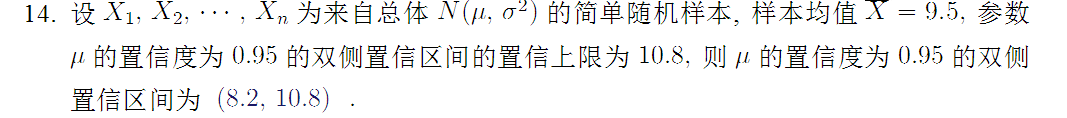 14. 设 X₁, X₂, ⋯ , Xₙ 为来自总体 N(μ, σ²) 的简单随机样本, 样本均值 X̅ = 9.5, 参数
μ 的置信度为 0.95 的双侧置信区间的置信上限为 10.8, 则 μ 的置信度为 0.95 的双侧
置信区间为 (8.2, 10.8) .